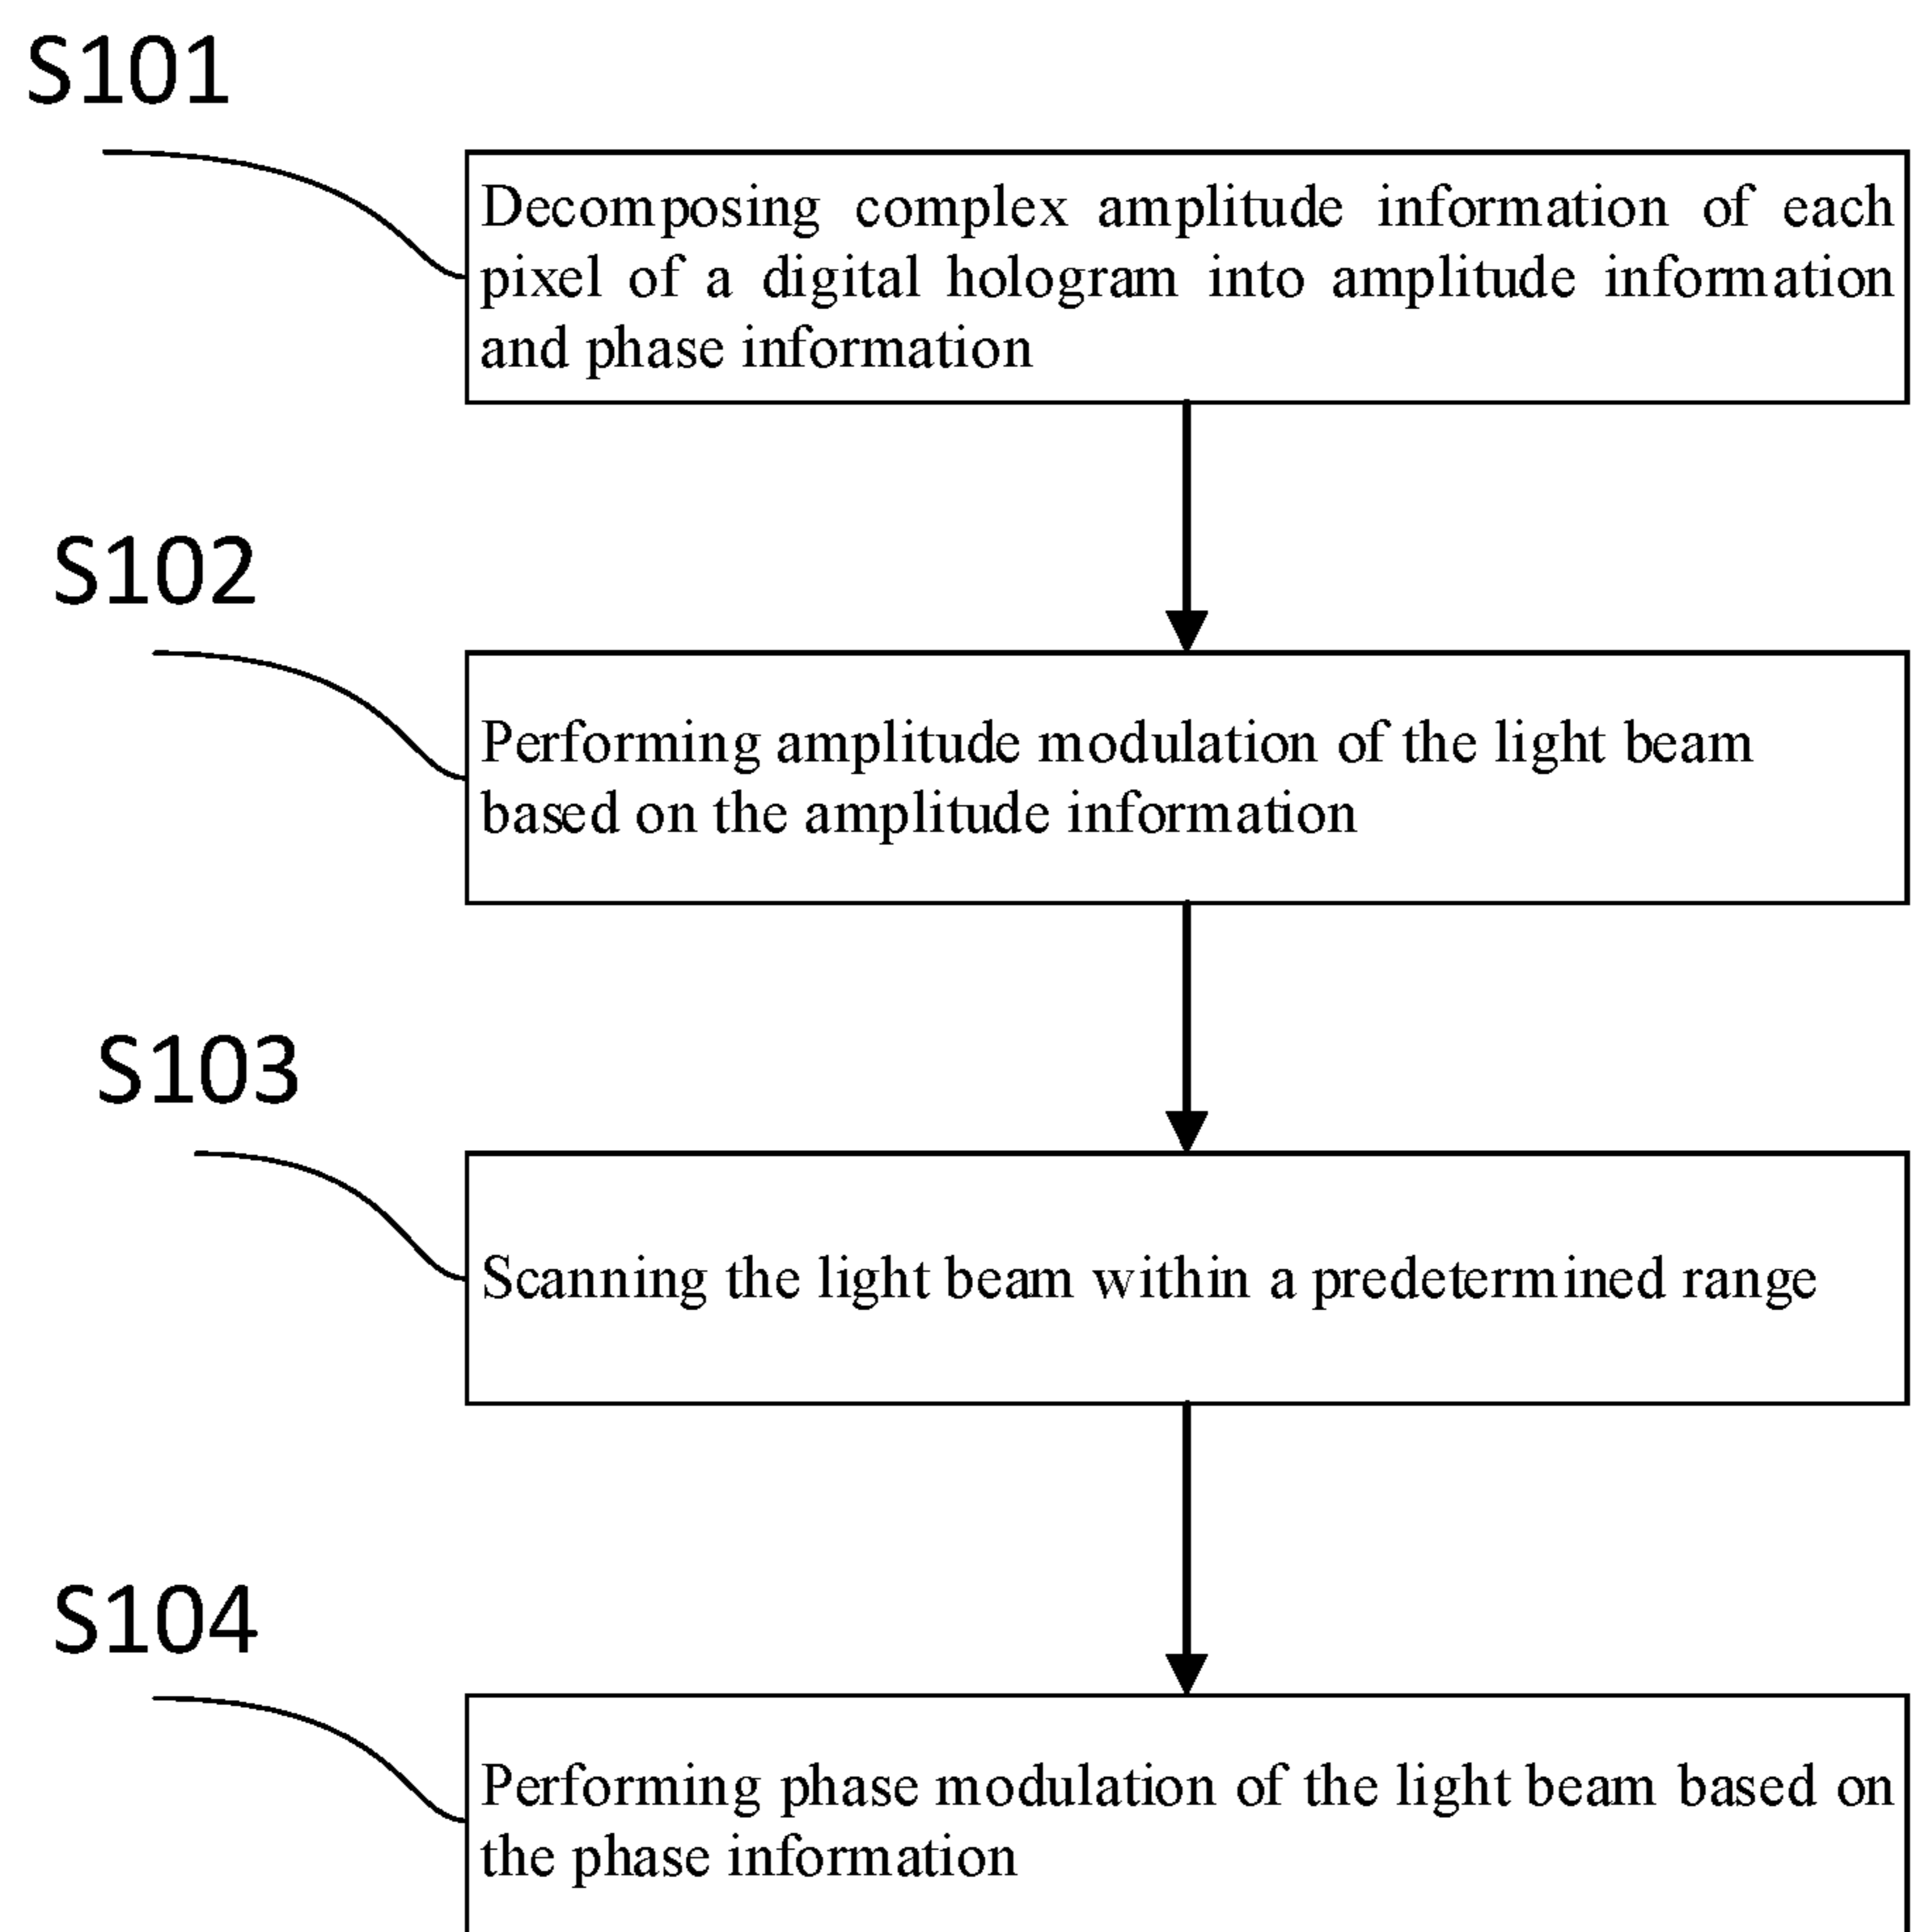 S101
Decomposing complex amplitude information of each
pixel of a digital hologram into amplitude information
and phase information
S102
Performing amplitude modulation of the light beam
based on the amplitude information
S103
Scanning the light beam within a predetermined range
S104
Performing phase modulation of the light beam based on
the phase information